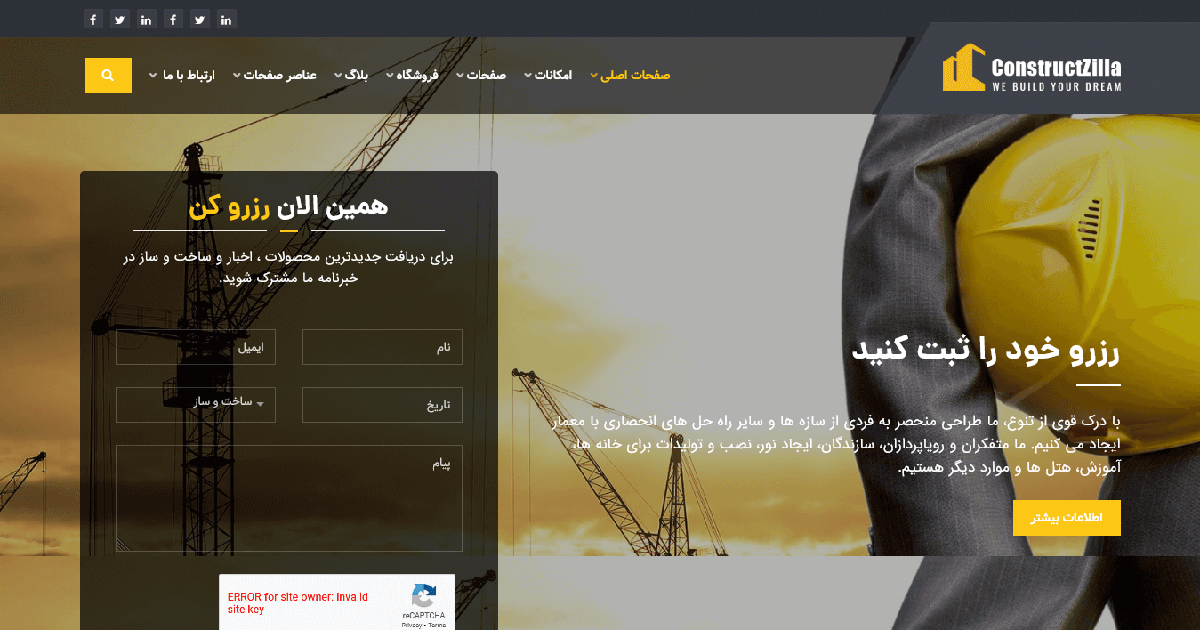 ConstructZilla
WE BUILD YOUR DREAM
صفحات اصلی
امکانات
صفحات
فروشگاه
بلاگ
عناصر صفحات
ارتباط با ما
رزرو خود را ثبت کنید
با درک قوی از تنوع، ما طراحی منحصر به فردی از سازه ها و سایر راه حل های انحصاری با معمار
ایجاد می کنیم. ما متفکران و رویاپردازان، سازندگان، ایجاد نور، نصب و تولیدات برای خانه ها،
آموزش، هتل ها و موارد دیگر هستیم.
اطلاعات بیشتر
همین الان رزرو کن
برای دریافت جدیدترین محصولات ، اخبار و ساخت و ساز در
خبرنامه ما مشترک شوید.
نام
ایمیل
تاریخ
ساخت و ساز
پیام
ERROR for site owner: Invalid
site key
reCAPTCHA
Privacy - Terms